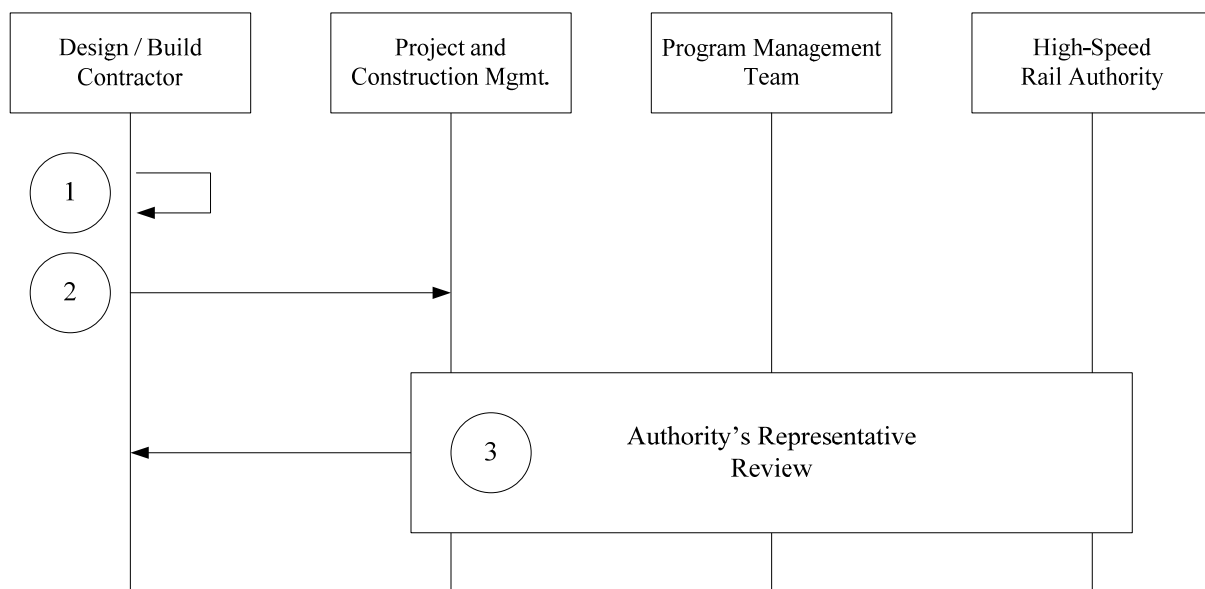 Design / Build
Contractor
Project and
Construction Mgmt.
Program Management
Team
High-Speed
Rail Authority
1
2
3
Authority’s Representative
Review